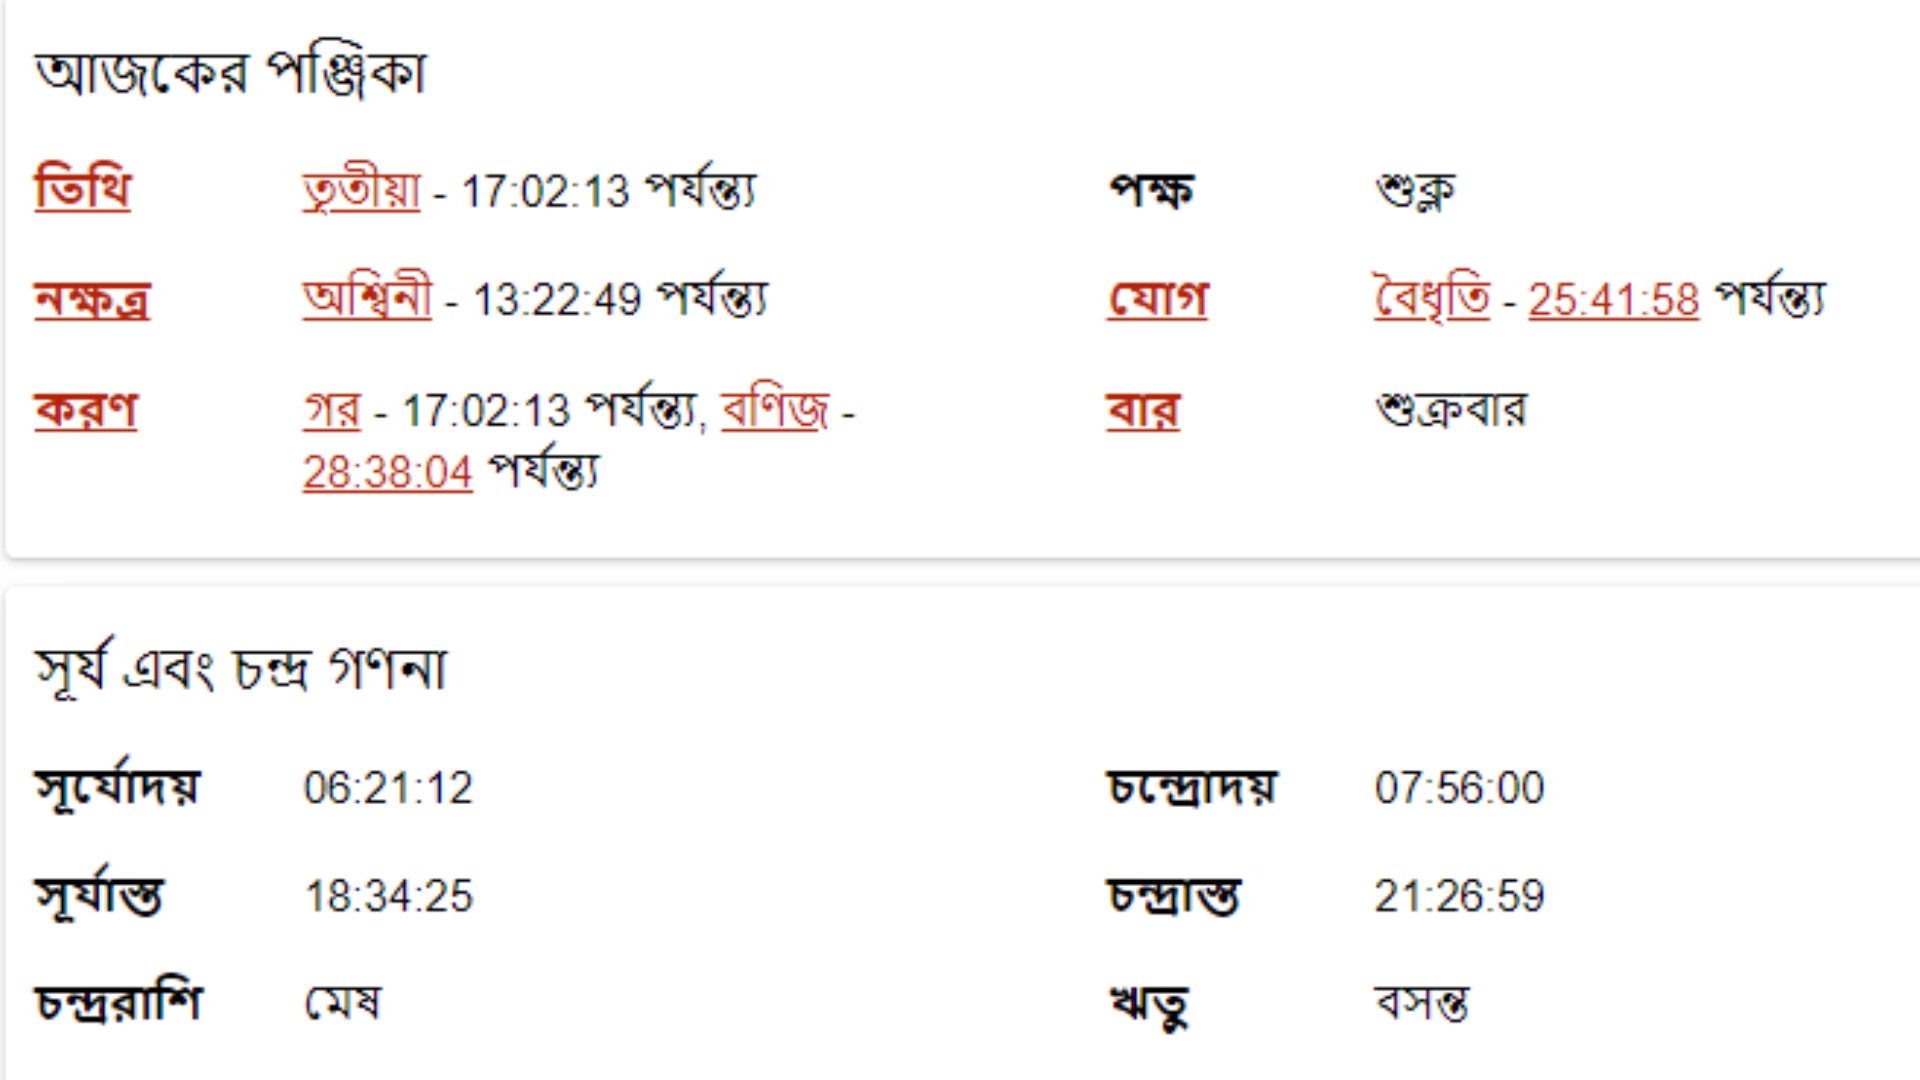 আজকের পঞ্জিকা
তিথি তৃতীয়া - 17:02:13 পর্যন্ত্য পক্ষ শুক্ল
নক্ষত্র অশ্বিনী - 13:22:49 পর্যন্ত্য যোগ বৈধৃতি - 25:41:58 পর্যন্ত্য
করণ গর - 17:02:13 পর্যন্ত্য, বণিজ - বার শুক্রবার
28:38:04 পর্যন্ত্য
সূর্য এবং চন্দ্র গণনা
সূর্যোদয় 06:21:12 চন্দ্রোদয় 07:56:00
সূর্যাস্ত 18:34:25 চন্দ্রাস্ত 21:26:59
চন্দ্ররাশি মেষ ঋতু বসন্ত